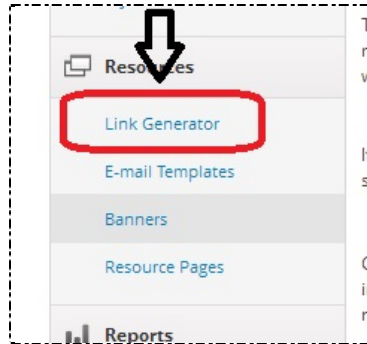 Resources
Link Generator
E-mail Templates
Banners
Resource Pages
Reports